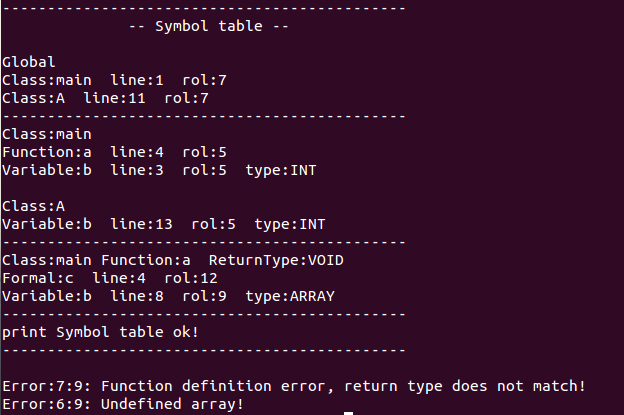 ---------------------------------------------
-- Symbol table --
Global
Class:main  line:1  rol:7
Class:A  line:11  rol:7
---------------------------------------------
Class:main
Function:a  line:4  rol:5
Variable:b  line:3  rol:5  type:INT
Class:A
Variable:b  line:13  rol:5  type:INT
---------------------------------------------
Class:main Function:a  ReturnType:VOID
Formal:c  line:4  rol:12
Variable:b  line:8  rol:9  type:ARRAY
---------------------------------------------
print Symbol table ok!
---------------------------------------------
Error:7:9: Function definition error, return type does not match!
Error:6:9: Undefined array!